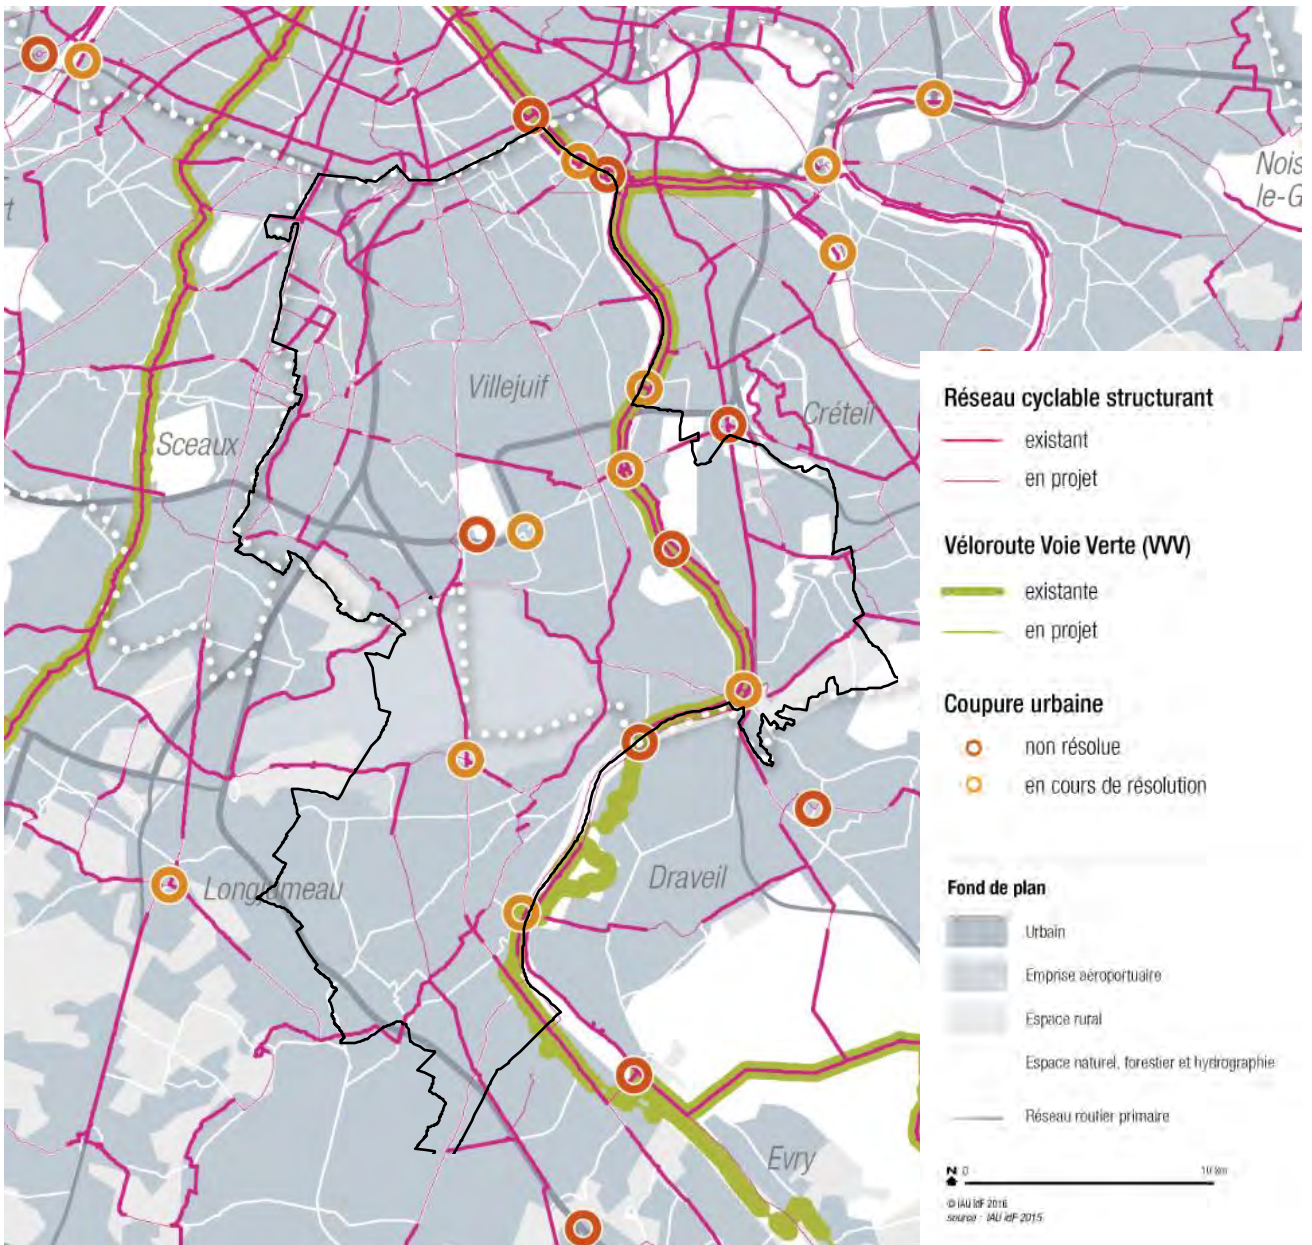 Nois
le-G
rt
Villejuif
Créteil
Sceaux
Draveil
Longjumeau
Evry
Réseau cyclable structurant
existant
en projet
Véloroute Voie Verte (VVV)
existante
en projet
Coupure urbaine
non résolue
en cours de résolution
Fond de plan
Urbain
Emprise aéroportuaire
Espace rural
Espace naturel, forestier et hydrographie
Réseau routier primaire
N 0 10 km
© IAU îdF 2016
source : IAU îdF 2015